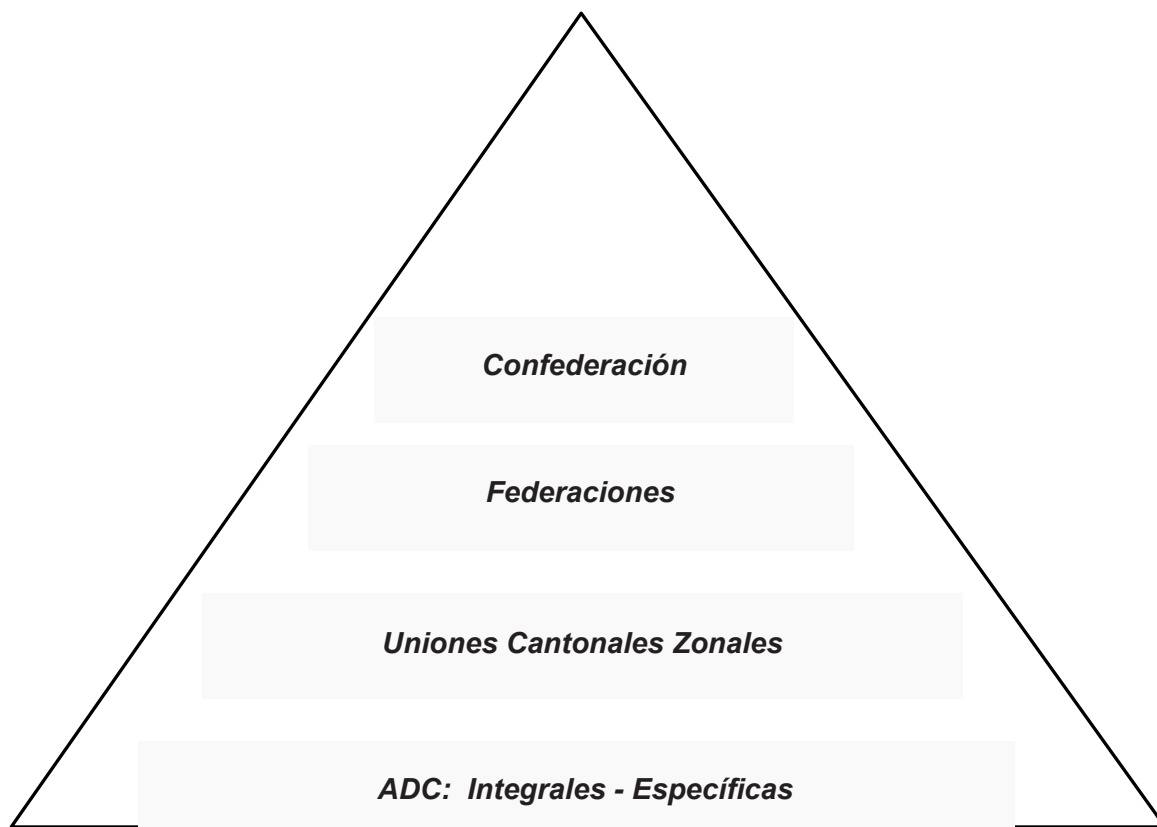 Confederación
Federaciones
Uniones Cantonales Zonales
ADC: Integrales - Específicas